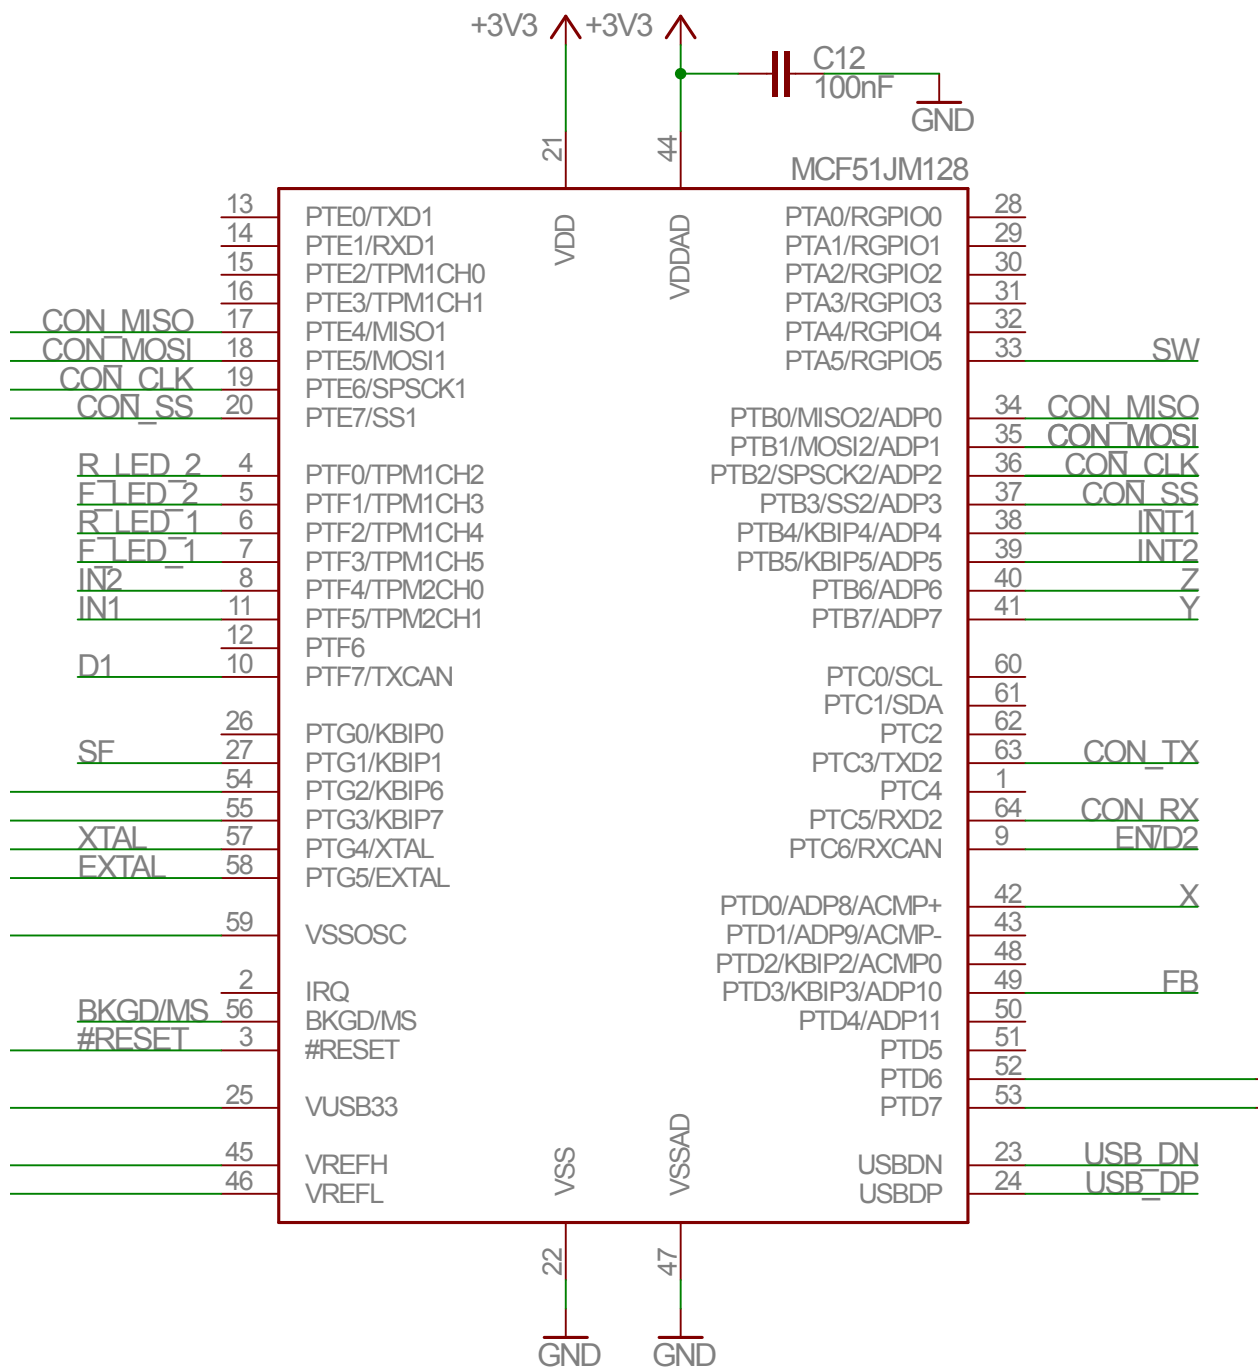 +3V3 +3V3
C12
100nF
GND
21 44
MCF51JM128
VDD VDDAD
13 PTE0/TXD1 PTA0/RGPIO0 28
14 PTE1/RXD1 PTA1/RGPIO1 29
15 PTE2/TPM1CH0 PTA2/RGPIO2 30
16 PTE3/TPM1CH1 PTA3/RGPIO3 31
CON_MISO 17 PTE4/MISO1 PTA4/RGPIO4 32
CON_MOSI 18 PTE5/MOSI1 PTA5/RGPIO5 33 SW
CON_CLK 19 PTE6/SPSCK1
CON_SS 20 PTE7/SS1 PTB0/MISO2/ADP0 34 CON_MISO
PTB1/MOSI2/ADP1 35 CON_MOSI
R_LED_2 4 PTF0/TPM1CH2 PTB2/SPSCK2/ADP2 36 CON_CLK
F_LED_2 5 PTF1/TPM1CH3 PTB3/SS2/ADP3 37 CON_SS
R_LED_1 6 PTF2/TPM1CH4 PTB4/KBIP4/ADP4 38 INT1
F_LED_1 7 PTF3/TPM1CH5 PTB5/KBIP5/ADP5 39 INT2
IN2 8 PTF4/TPM2CH0 PTB6/ADP6 40 Z
IN1 11 PTF5/TPM2CH1 PTB7/ADP7 41 Y
12 PTF6
D1 10 PTF7/TXCAN PTC0/SCL 60
PTC1/SDA 61
26 PTG0/KBIP0 PTC2 62
SF 27 PTG1/KBIP1 PTC3/TXD2 63 CON_TX
54 PTG2/KBIP6 PTC4 1
55 PTG3/KBIP7 PTC5/RXD2 64 CON_RX
XTAL 57 PTG4/XTAL PTC6/RXCAN 9 EN/D2
EXTAL 58 PTG5/EXTAL
PTD0/ADP8/ACMP+ 42 X
59 VSSOSC PTD1/ADP9/ACMP- 43
PTD2/KBIP2/ACMP0 48
2 IRQ PTD3/KBIP3/ADP10 49 FB
BKGD/MS 56 BKGD/MS PTD4/ADP11 50
#RESET 3 #RESET PTD5 51
PTD6 52
25 VUSB33 PTD7 53
VSS VSSAD
45 VREFH USBDN 23 USB_DN
46 VREFL USBDP 24 USB_DP
22 47
GND GND